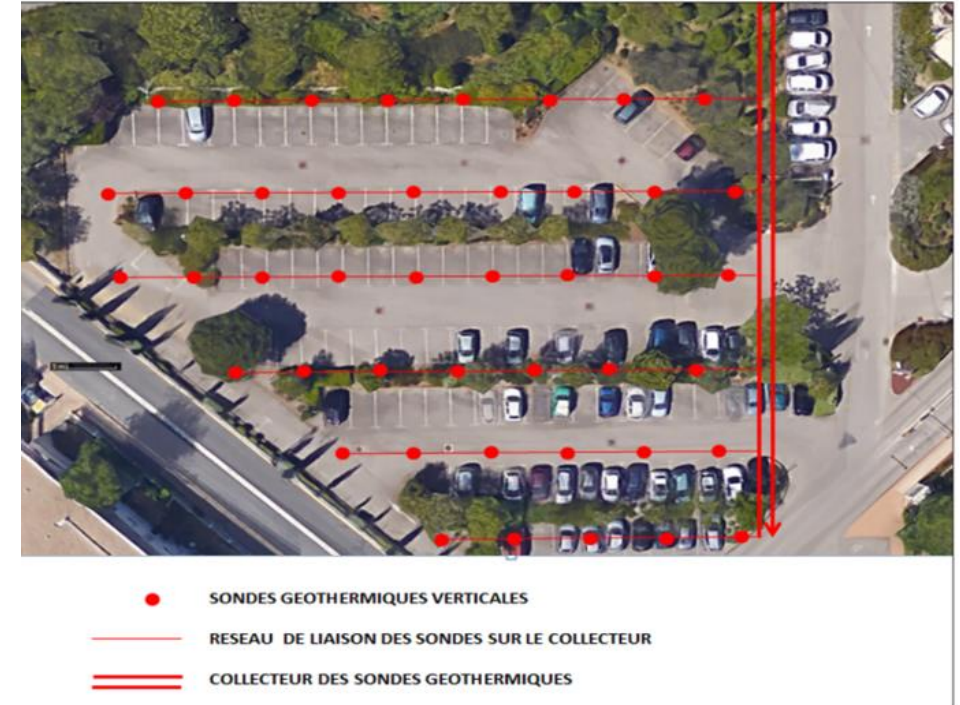 SONDES GEOTHERMIQUES VERTICALES
RESEAU DE LIAISON DES SONDES SUR LE COLLECTEUR
COLLECTEUR DES SONDES GEOTHERMIQUES